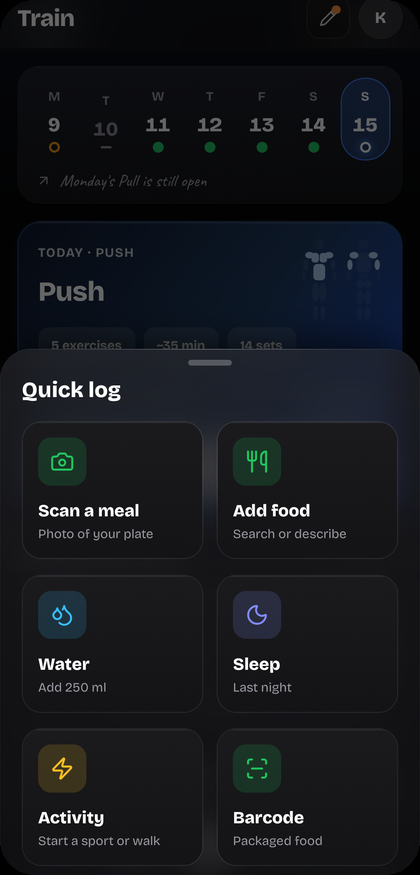 Train
K
M T W T F S S
9 10 11 12 13 14 15
Monday's Pull is still open
TODAY · PUSH
Push
5 exercises ~35 min 14 sets
Quick log
Scan a meal
Photo of your plate
Add food
Search or describe
Water
Add 250 ml
Sleep
Last night
Activity
Start a sport or walk
Barcode
Packaged food